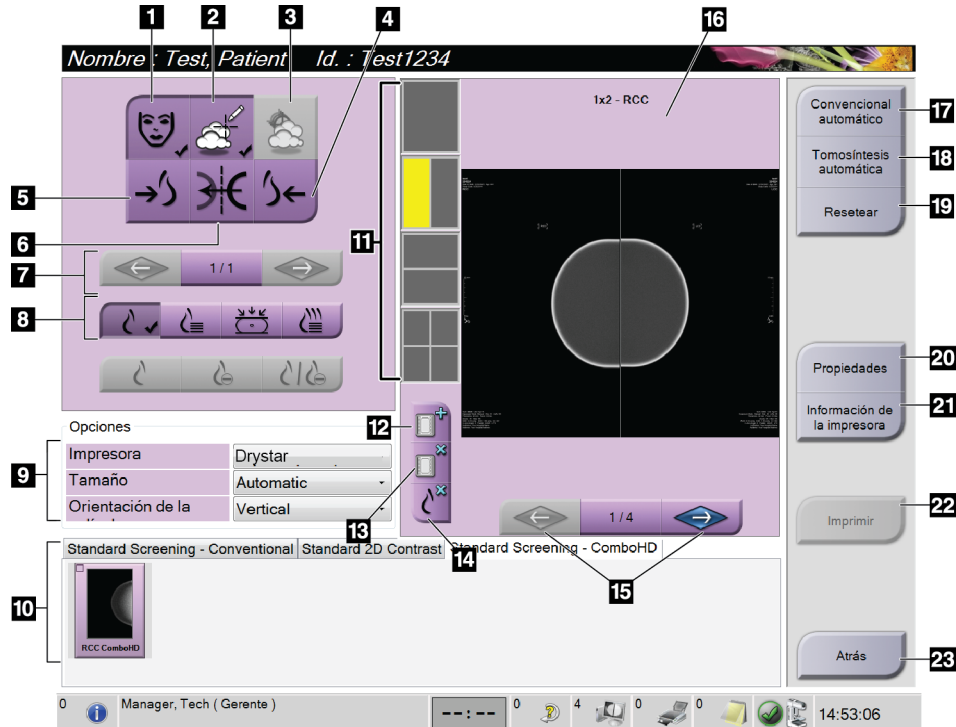 1 2 3 4 16
Nombre : Test, Patient Id. : Test1234
1x2 - RCC
Convencional
automático
17
Tomosíntesis
automática
18
Resetear
19
5
6
11
7
1/1
8
Propiedades
20
Información de
la impresora
21
Opciones
12
9
Impresora Drystar
Tamaño Automatic
Orientación de la Vertical
13
14
1/4
15
Imprimir
22
Standard Screening - Conventional Standard 2D Contrast Standard Screening - ComboHD
10
RCC ComboHD
Atrás
23
0 Manager, Tech ( Gerente ) --:-- 0 4 0 0 14:53:06